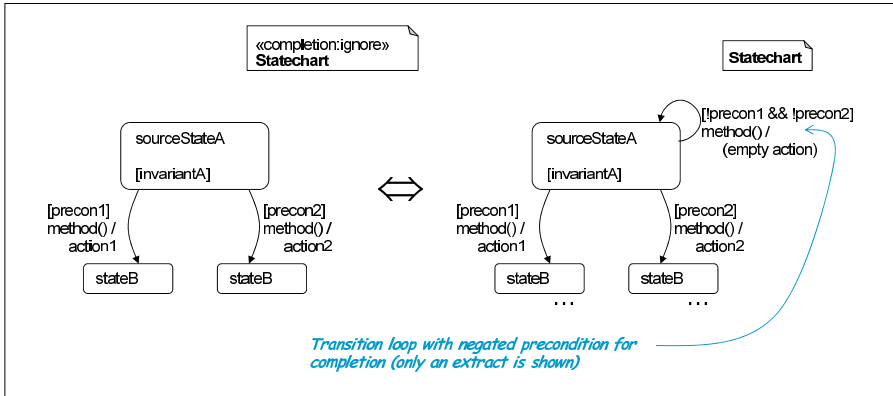 «completion:ignore»
Statechart
sourceStateA
[invariantA]
[precon1]
method() /
action1
[precon2]
method() /
action2
stateB
stateB
Statechart
sourceStateA
[invariantA]
[!precon1 && !precon2]
method() /
(empty action)
[precon1]
method() /
action1
[precon2]
method() /
action2
stateB
...
stateB
...
Transition loop with negated precondition for
completion (only an extract is shown)